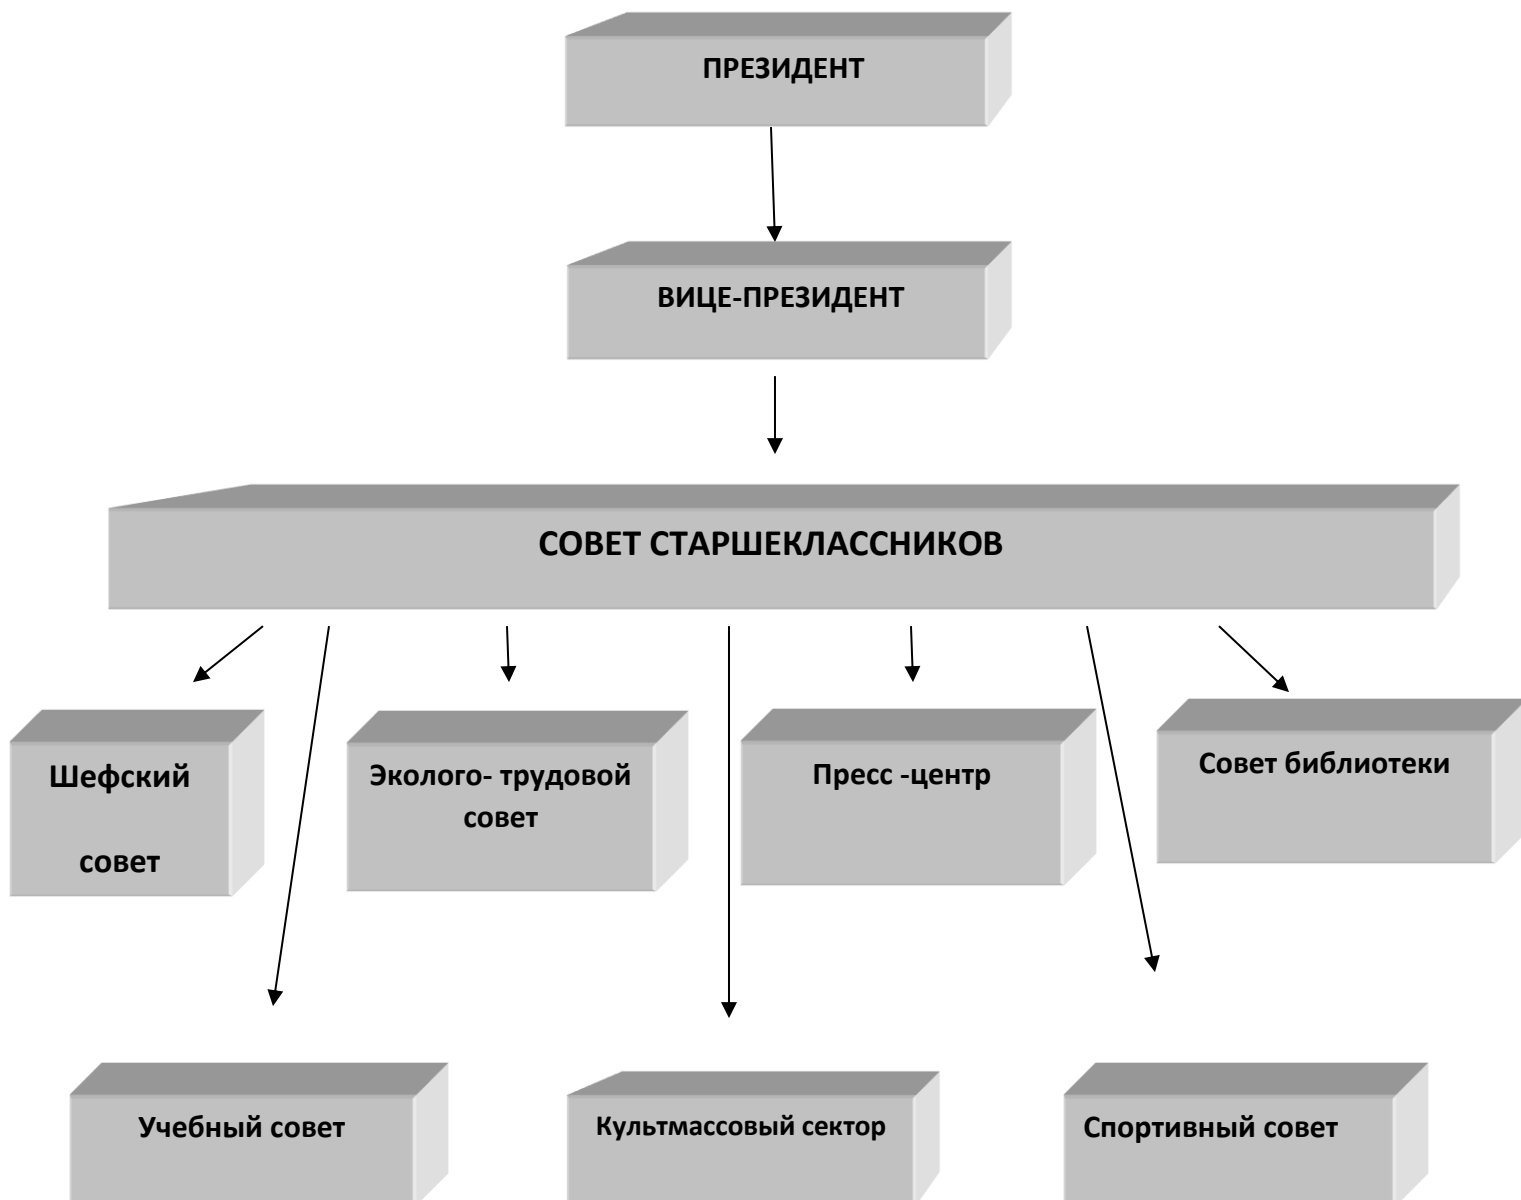 ПРЕЗИДЕНТ
ВИЦЕ-ПРЕЗИДЕНТ
СОВЕТ СТАРШЕКЛАССНИКОВ
Шефский
совет
Эколого- трудовой
совет
Пресс -центр
Совет библиотеки
Учебный совет
Культмассовый сектор
Спортивный совет